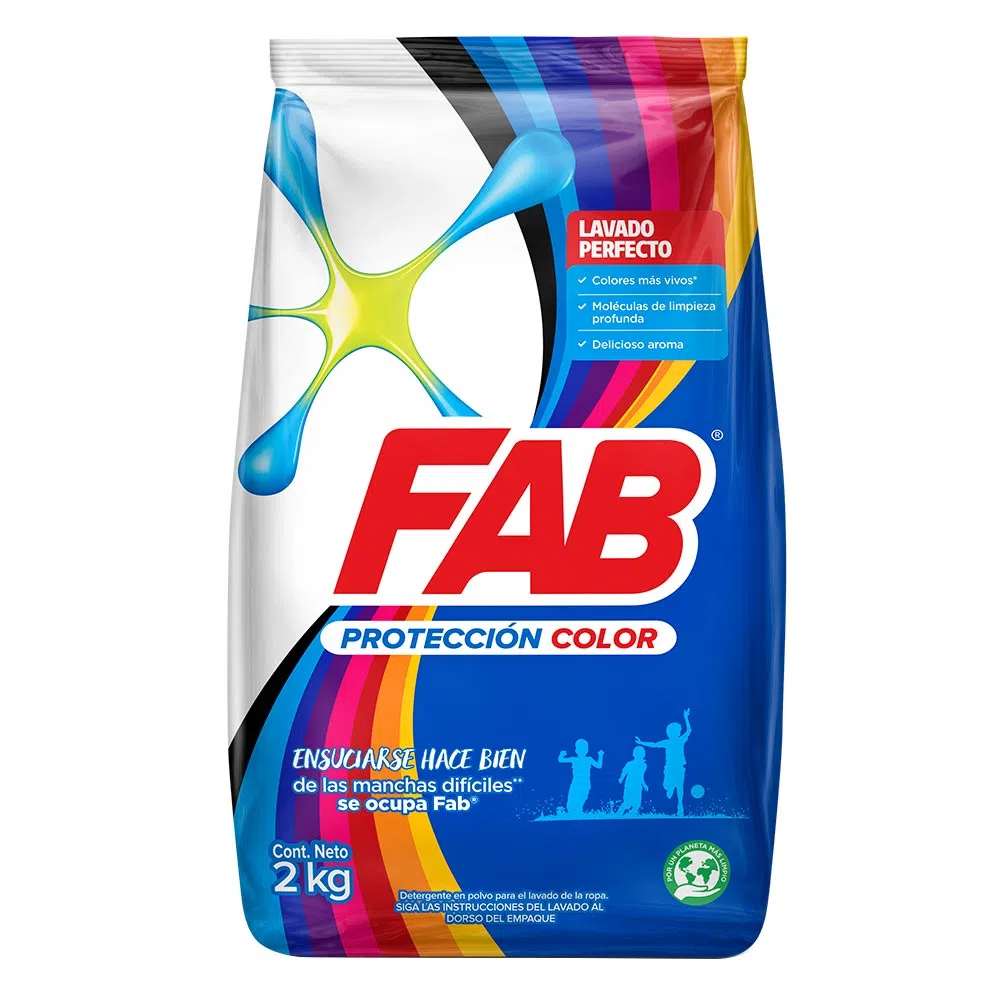 LAVADO
PERFECTO
✓ Colores más vivos*
✓ Moléculas de limpieza
profunda
✓ Delicioso aroma
FAB®
PROTECCIÓN COLOR
ENSUCIARSE HACE BIEN
de las manchas difíciles**
se ocupa Fab®
Cont. Neto
2 kg
POR UN PLANETA MÁS LIMPIO
Detergente en polvo para el lavado de la ropa.
SIGA LAS INSTRUCCIONES DEL LAVADO AL
DORSO DEL EMPAQUE